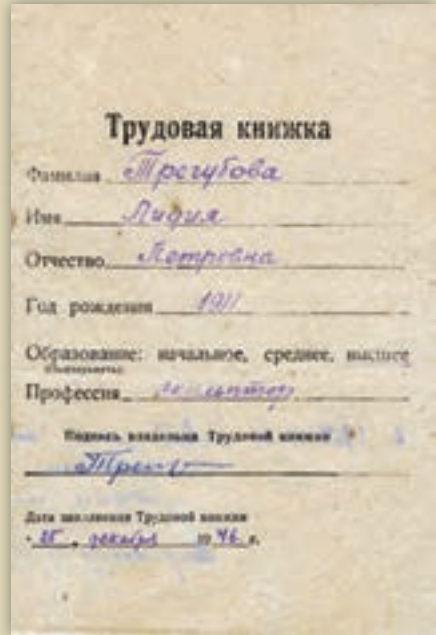 Трудовая книжка
Фамилия Трегубова
Имя Лидия
Отчество Петровна
Год рождения 1911
Образование: начальное, среднее, высшее
Профессия скульптор
Подпись владельца Трудовой книжки
Дата заполнения Трудовой книжки
" 25 " декабря 1946 г.